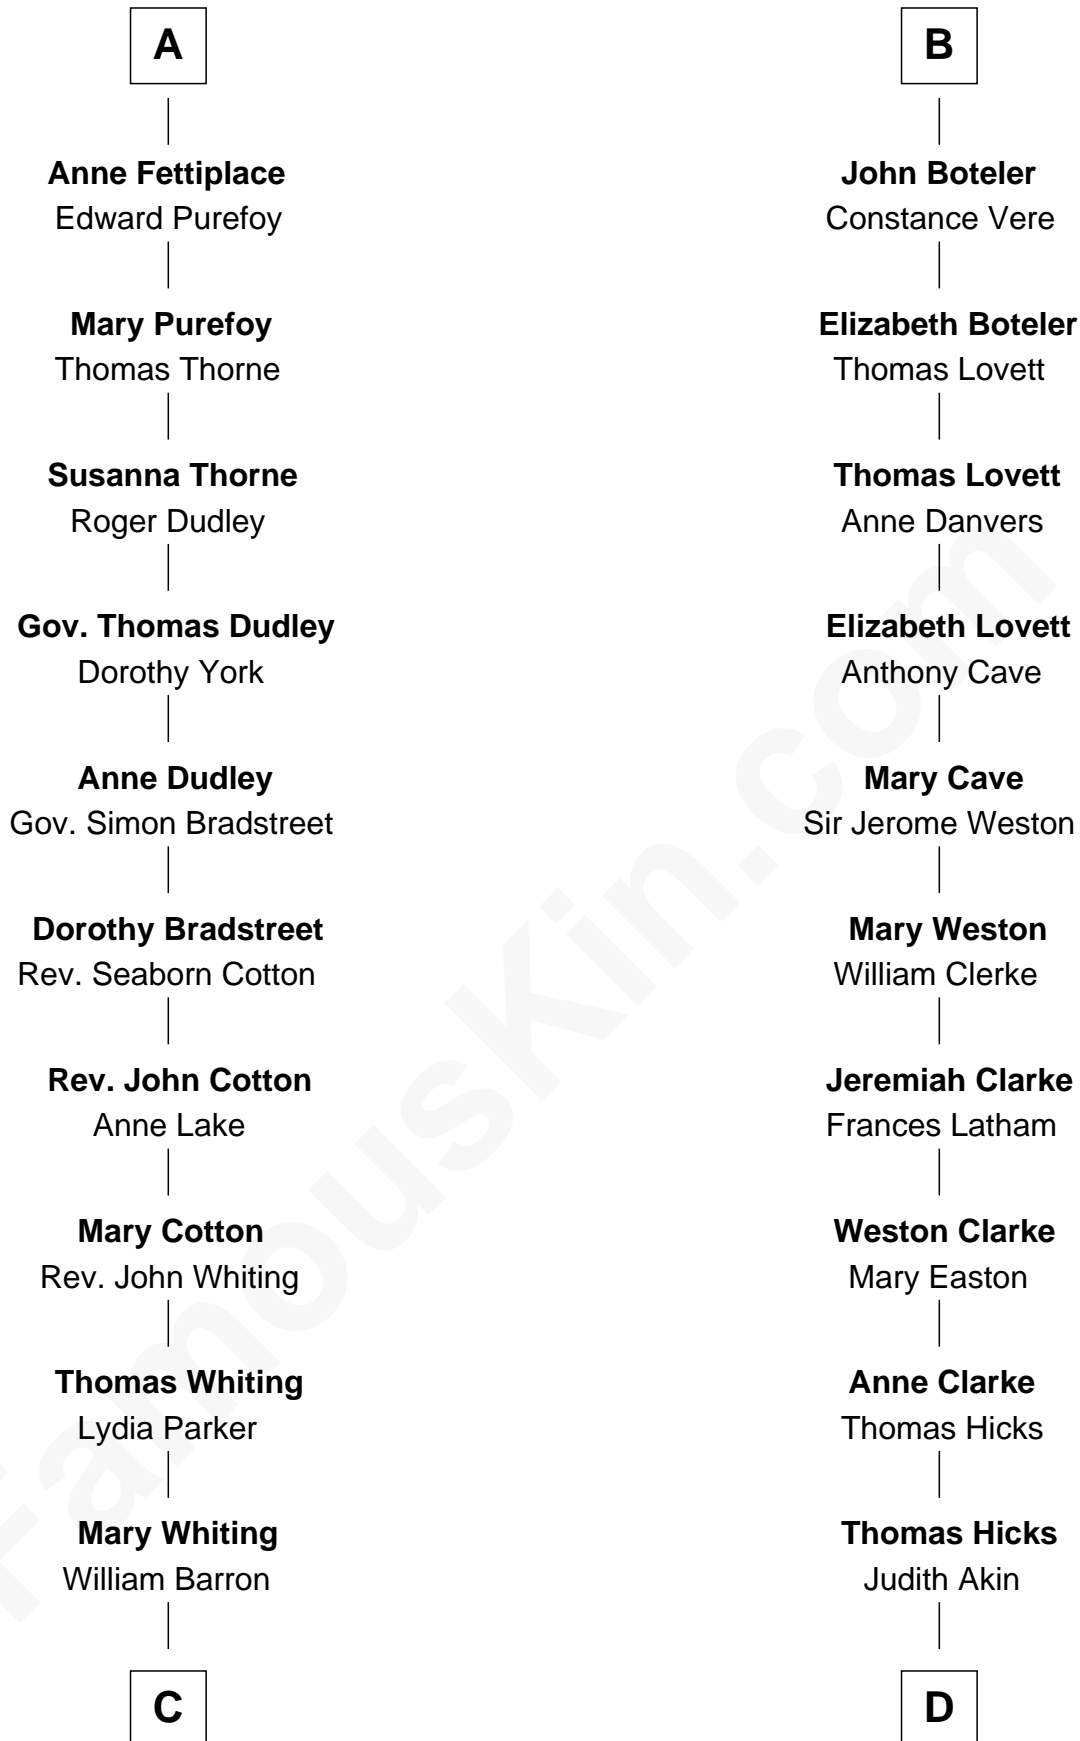 A
Anne Fettiplace
Edward Purefoy
Mary Purefoy
Thomas Thorne
Susanna Thorne
Roger Dudley
Gov. Thomas Dudley
Dorothy York
Anne Dudley
Gov. Simon Bradstreet
Dorothy Bradstreet
Rev. Seaborn Cotton
Rev. John Cotton
Anne Lake
Mary Cotton
Rev. John Whiting
Thomas Whiting
Lydia Parker
Mary Whiting
William Barron
C
B
John Boteler
Constance Vere
Elizabeth Boteler
Thomas Lovett
Thomas Lovett
Anne Danvers
Elizabeth Lovett
Anthony Cave
Mary Cave
Sir Jerome Weston
Mary Weston
William Clerke
Jeremiah Clarke
Frances Latham
Weston Clarke
Mary Easton
Anne Clarke
Thomas Hicks
Thomas Hicks
Judith Akin
D
FamousKin.com